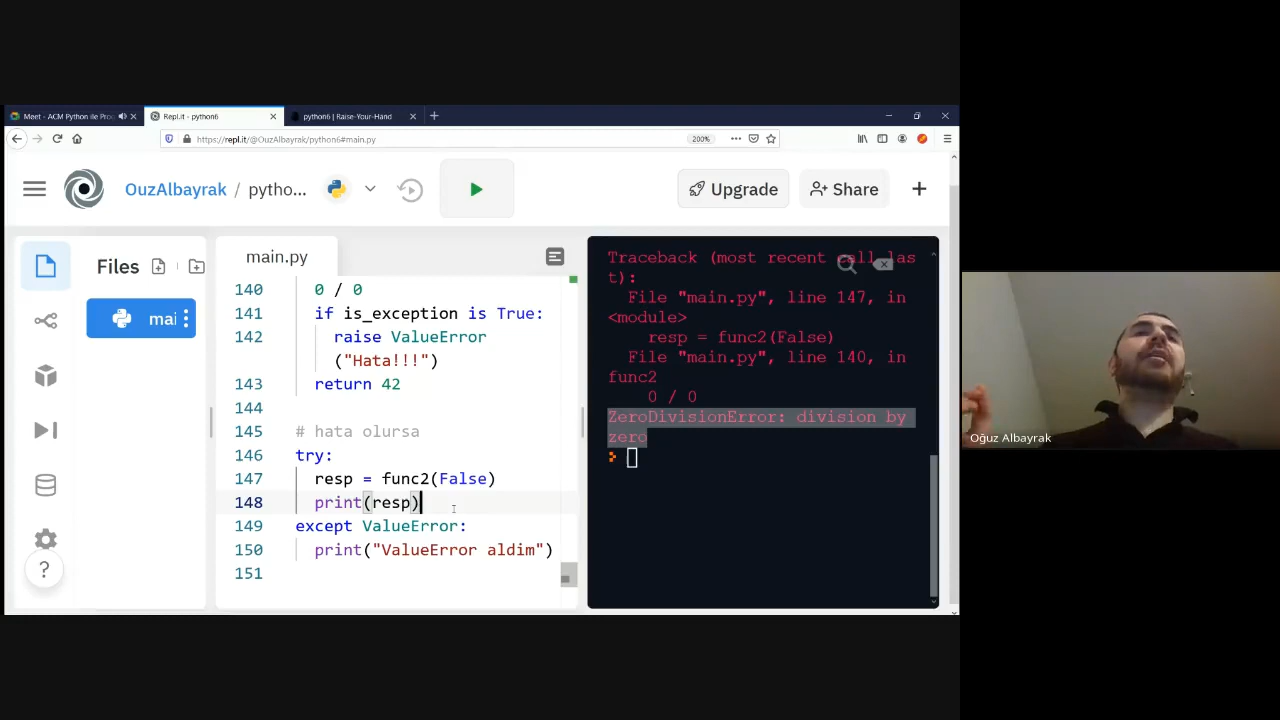 Meet - ACM Python ile Prog
Repl.it - python6
python6 | Raise-Your-Hand
https://repl.it/@OuzAlbayrak/python6#main.py
200%
OuzAlbayrak / pytho...
Upgrade
Share
Files
main.py
mai
140 0 / 0
141 if is_exception is True:
142 raise ValueError
("Hata!!!")
143 return 42
144
145 # hata olursa
146 try:
147 resp = func2(False)
148 print(resp)
149 except ValueError:
150 print("ValueError aldim")
151
Traceback (most recent call las
t):
File "main.py", line 147, in
<module>
resp = func2(False)
File "main.py", line 140, in
func2
0 / 0
ZeroDivisionError: division by
zero
Oğuz Albayrak